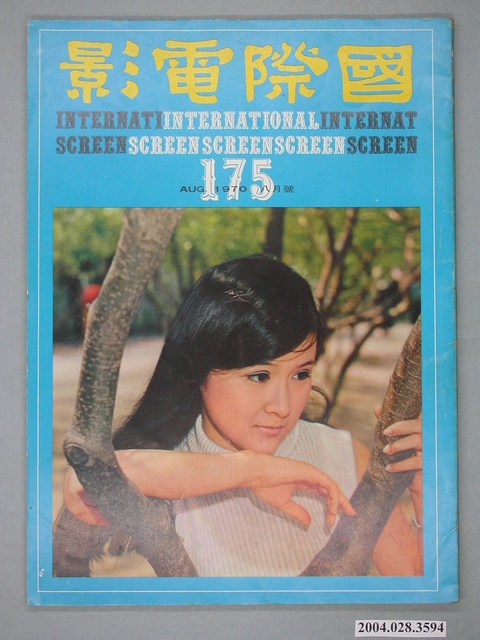 影電際國
INTERNATIINTERNATIONALINTERNAT
SCREENSCREENSCREENSCREENSCREEN
175
AUG. 1970 八月號
2004.028.3594